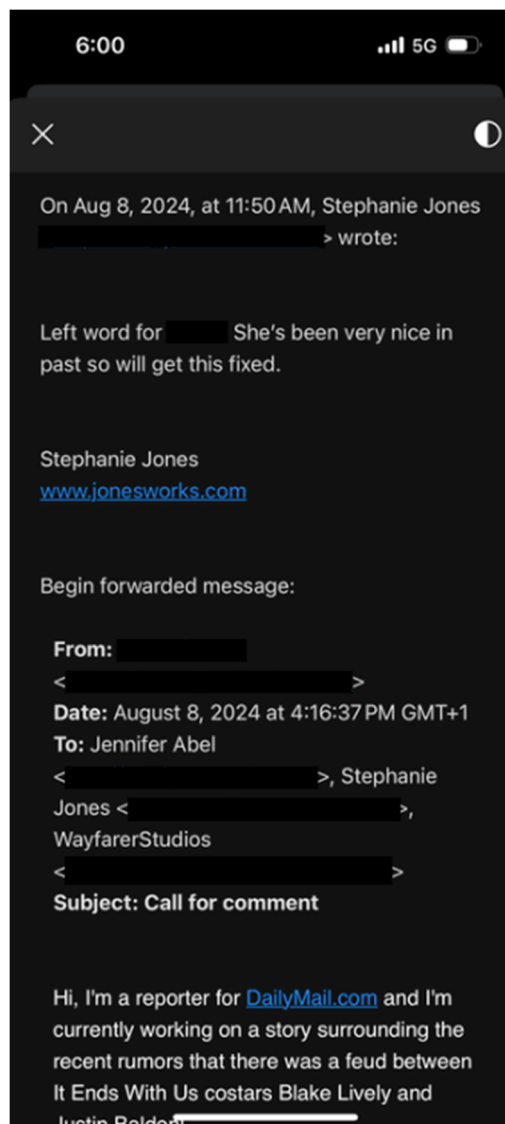 6:00 5G
On Aug 8, 2024, at 11:50 AM, Stephanie Jones
> wrote:
Left word for She's been very nice in
past so will get this fixed.
Stephanie Jones
www.jonesworks.com
Begin forwarded message:
From:
< >
Date: August 8, 2024 at 4:16:37 PM GMT+1
To: Jennifer Abel
< >, Stephanie
Jones < >,
WayfarerStudios
< >
Subject: Call for comment
Hi, I'm a reporter for DailyMail.com and I'm
currently working on a story surrounding the
recent rumors that there was a feud between
It Ends With Us costars Blake Lively and
Justin Baldoni